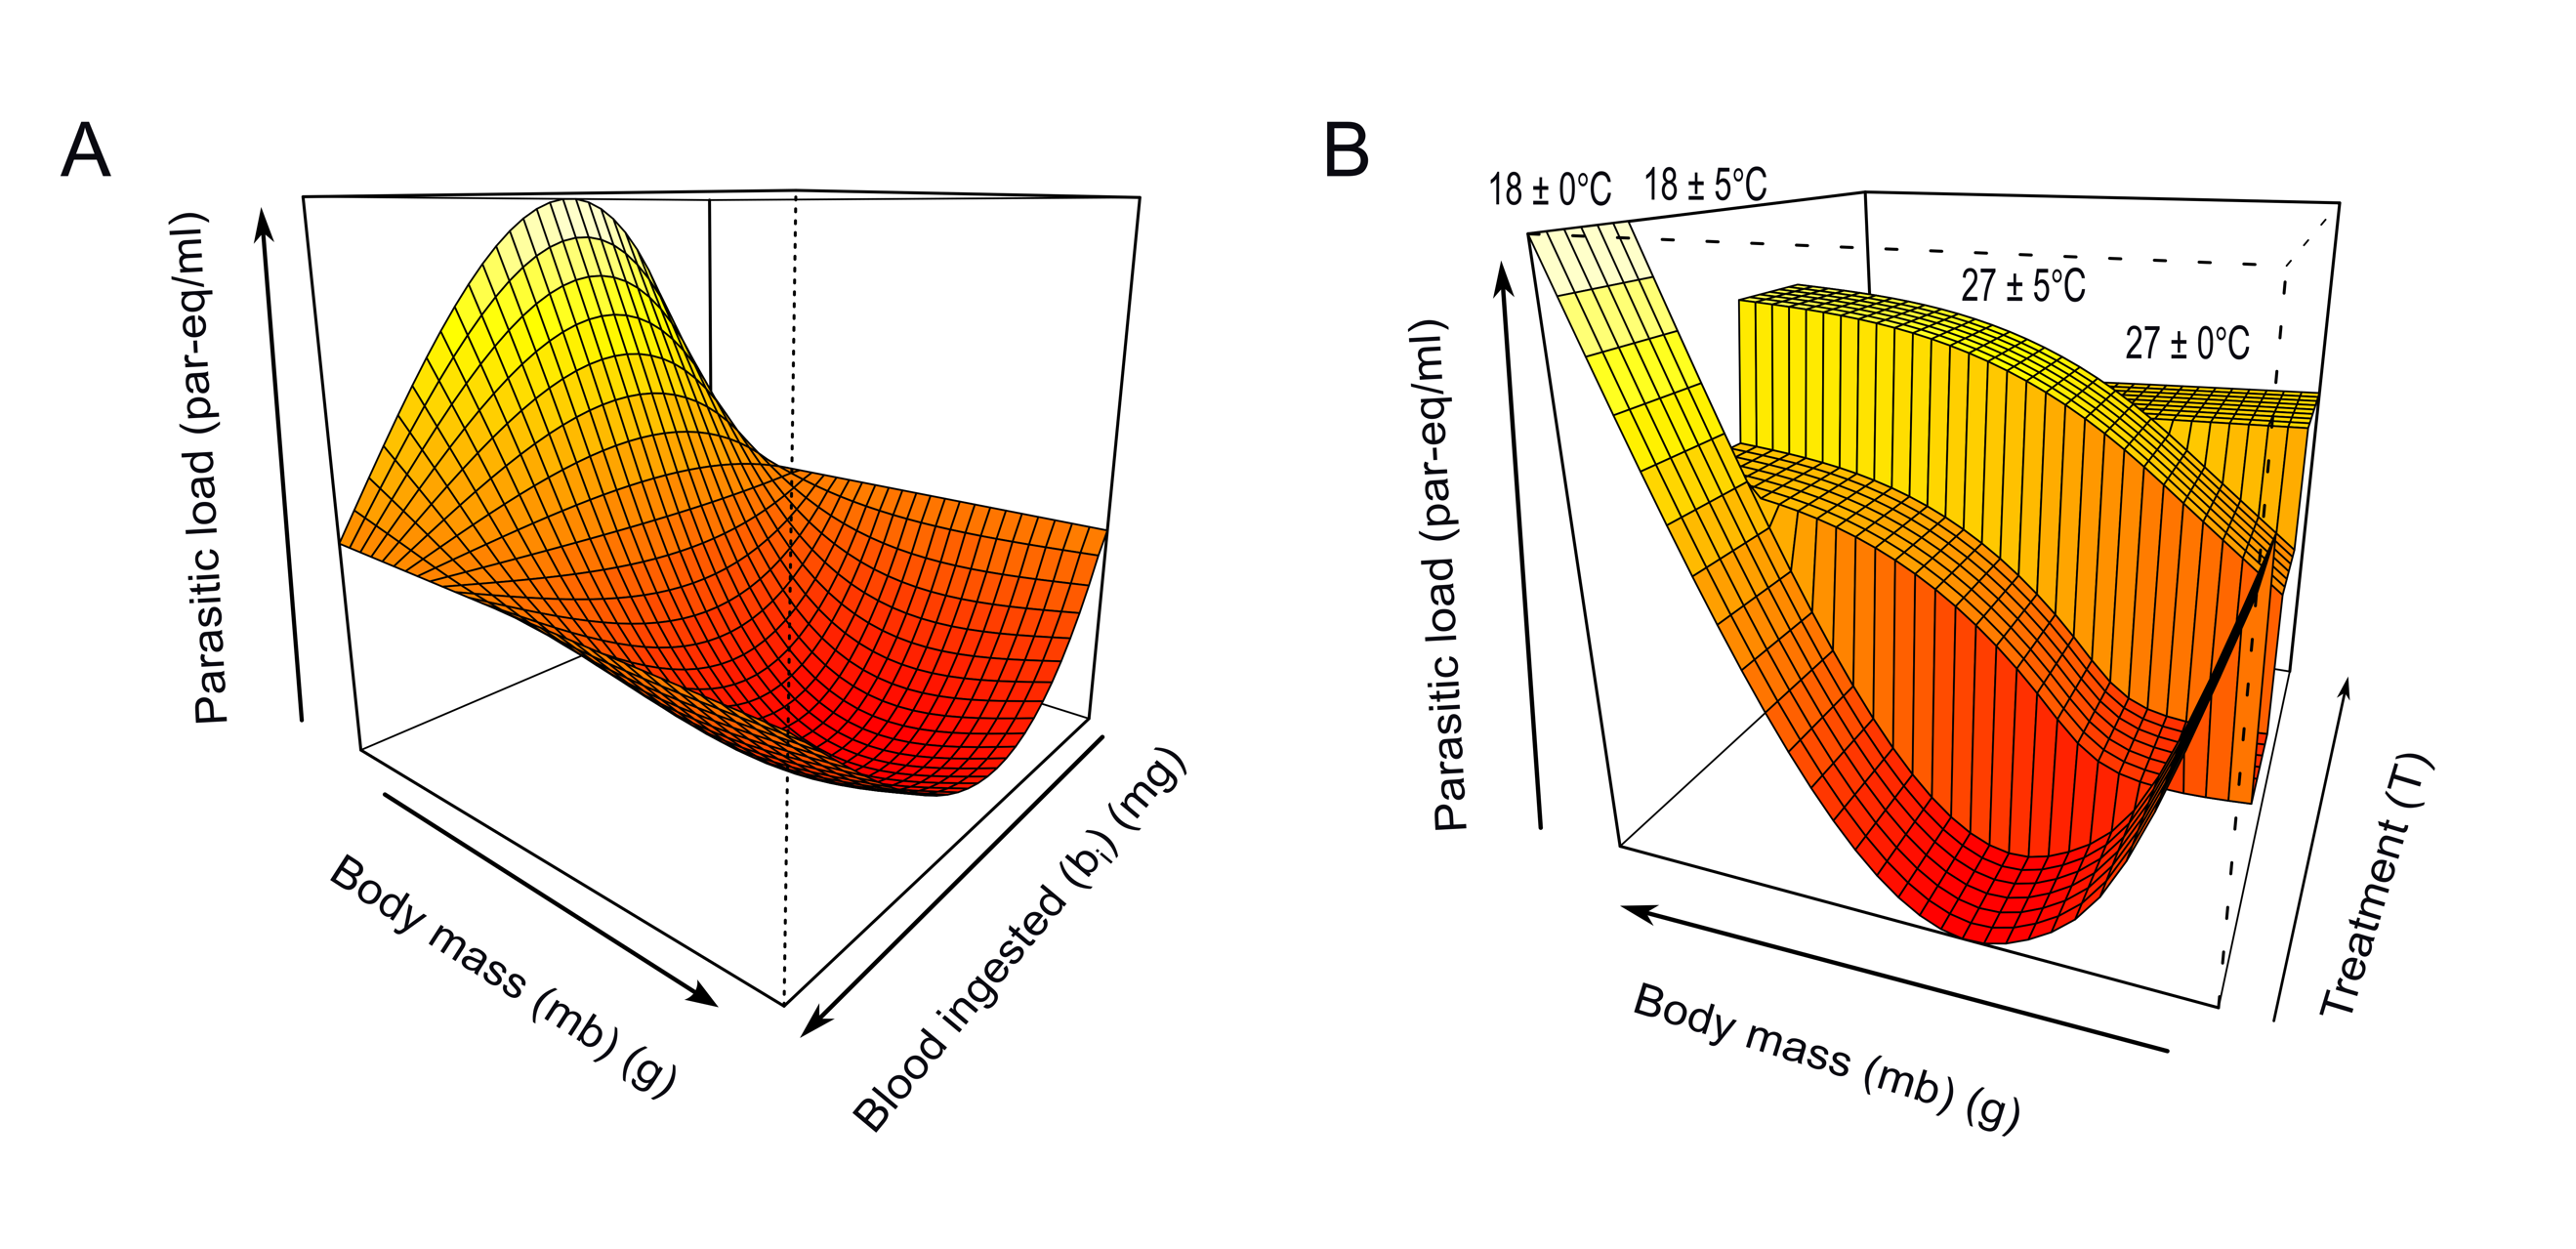 A
Parasitic load (par-eq/ml)
Body mass (mb) (g)
Blood ingested (bi) (mg)
B
18 ± 0°C
18 ± 5°C
27 ± 5°C
27 ± 0°C
Parasitic load (par-eq/ml)
Body mass (mb) (g)
Treatment (T)